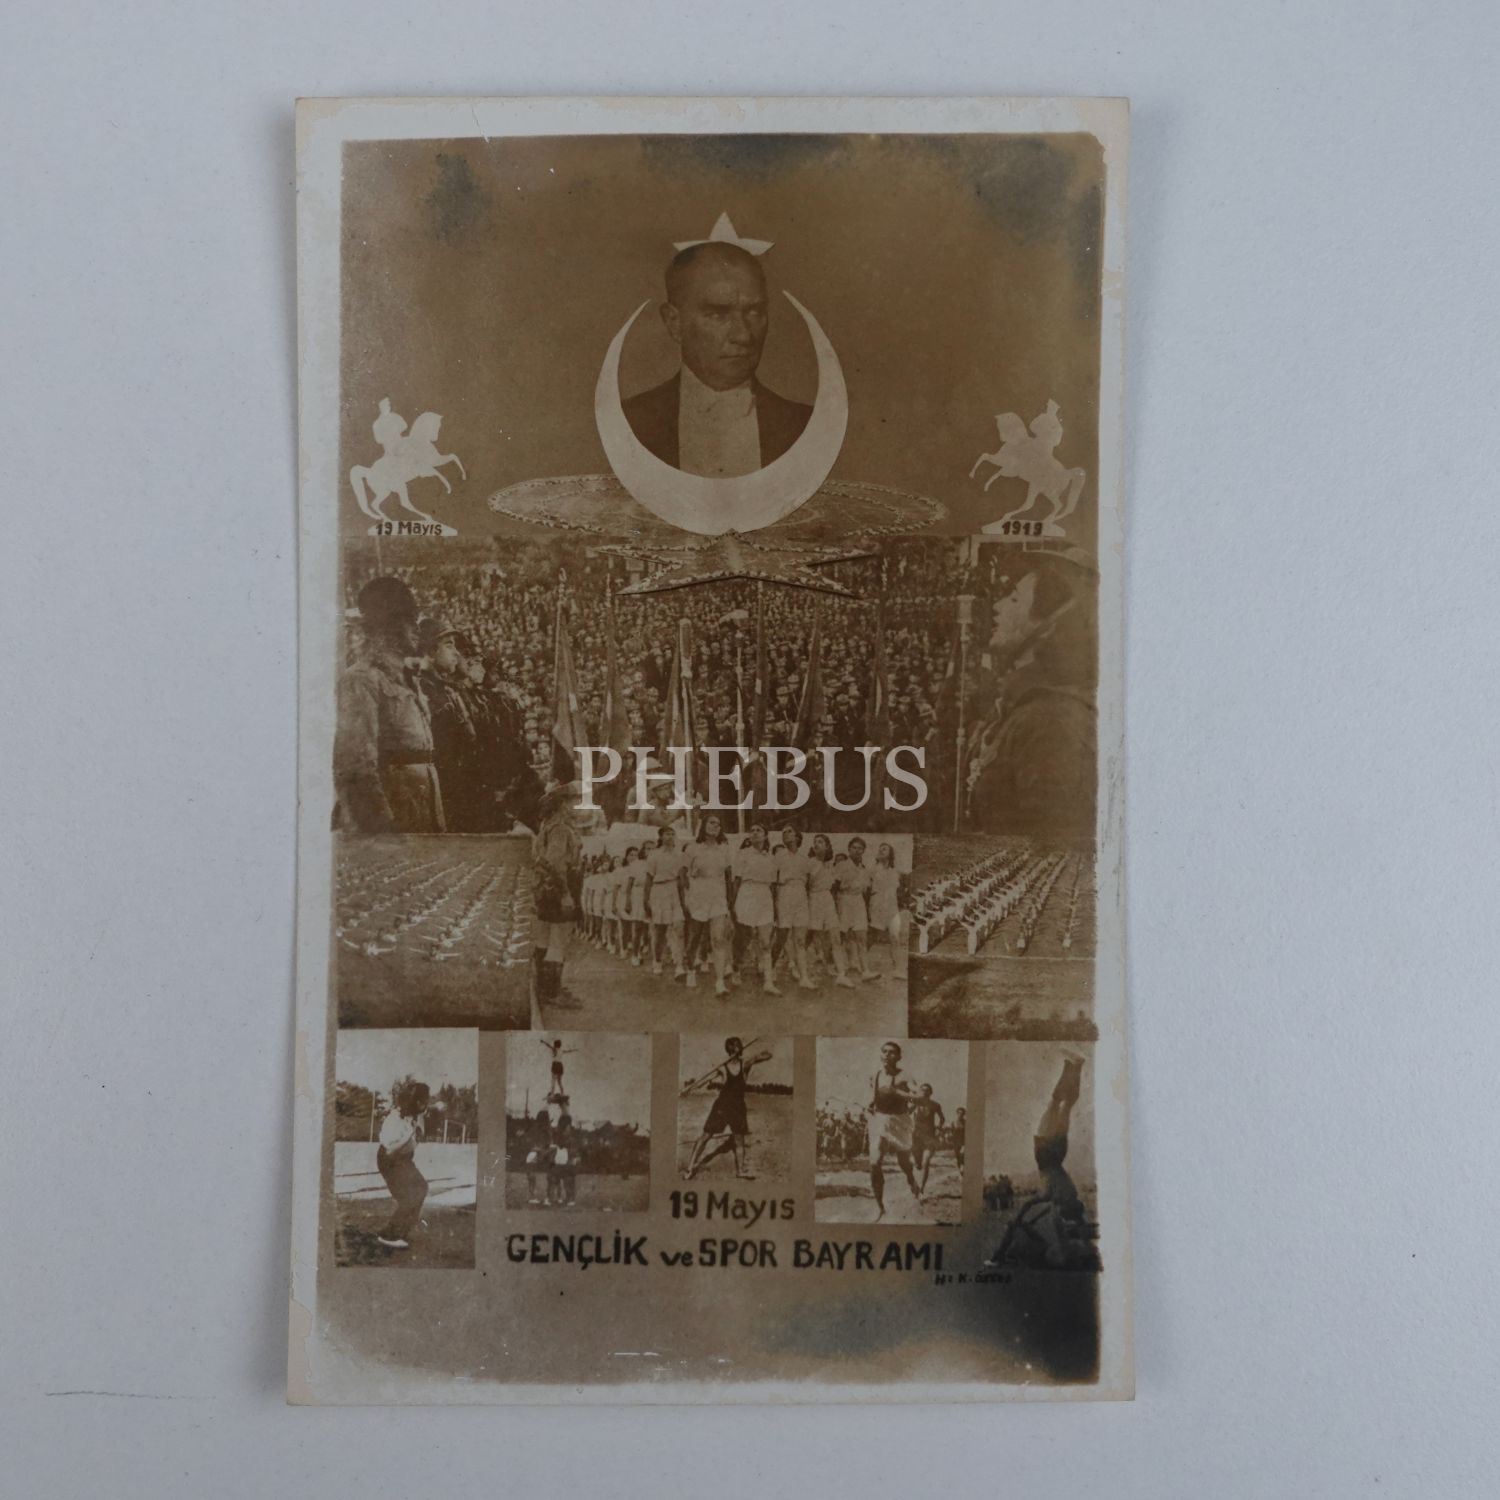 19 Mayıs
1919
PHEBUS
19 Mayıs
GENÇLİK ve SPOR BAYRAMI
H. K.